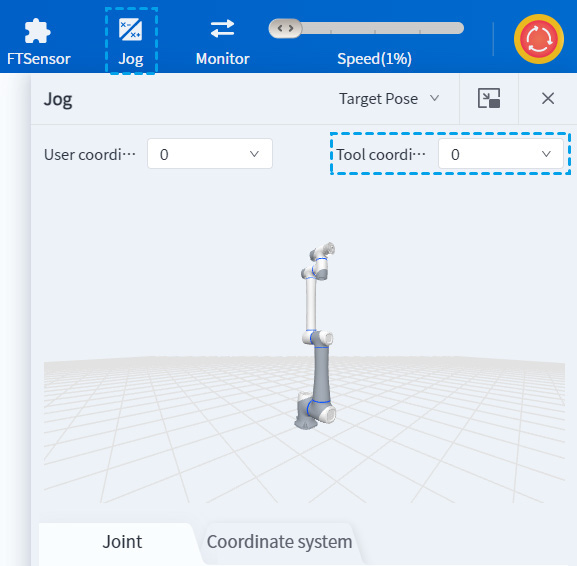 FTSensor
Jog
Monitor
Speed(1%)
Jog
Target Pose
User coordi···
0
Tool coordi···
0
Joint
Coordinate system